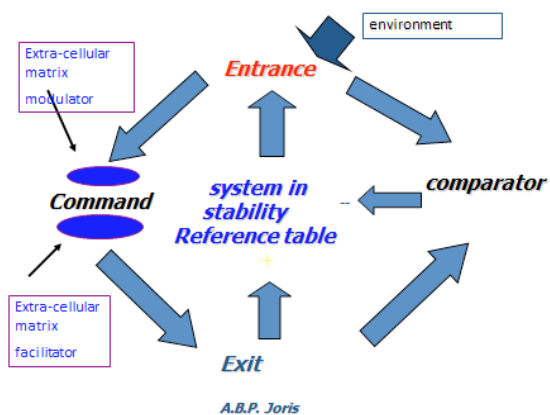 environment
Extra-cellular
matrix
modulator
Entrance
Command
system in
stability
Reference table
+
--
comparator
Extra-cellular
matrix
facilitator
Exit
A.B.P. Joris